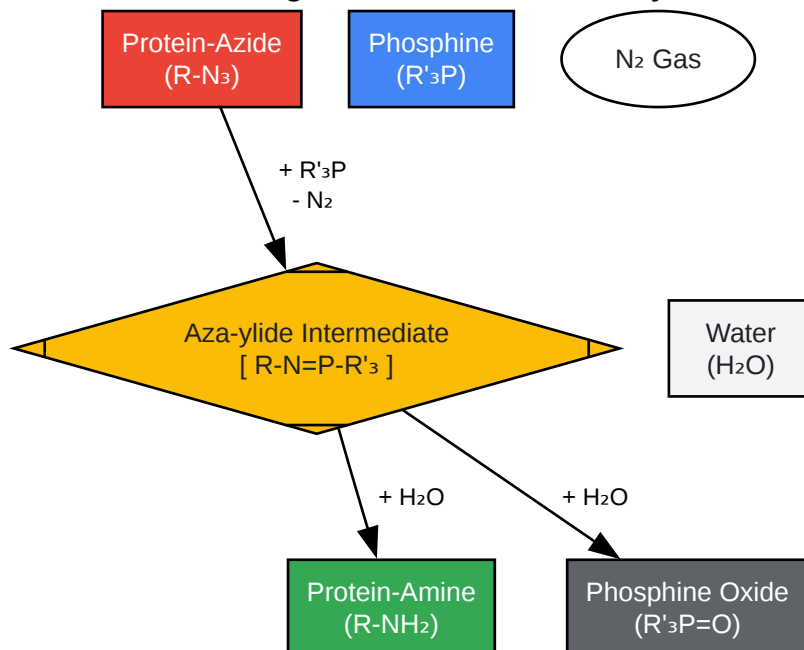 Protein-Azide
(R-N₃)
Phosphine
(R'₃P)
N₂ Gas
+ R'₃P
- N₂
Aza-ylide Intermediate
[ R-N=P-R'₃ ]
Water
(H₂O)
+ H₂O
+ H₂O
Protein-Amine
(R-NH₂)
Phosphine Oxide
(R'₃P=O)